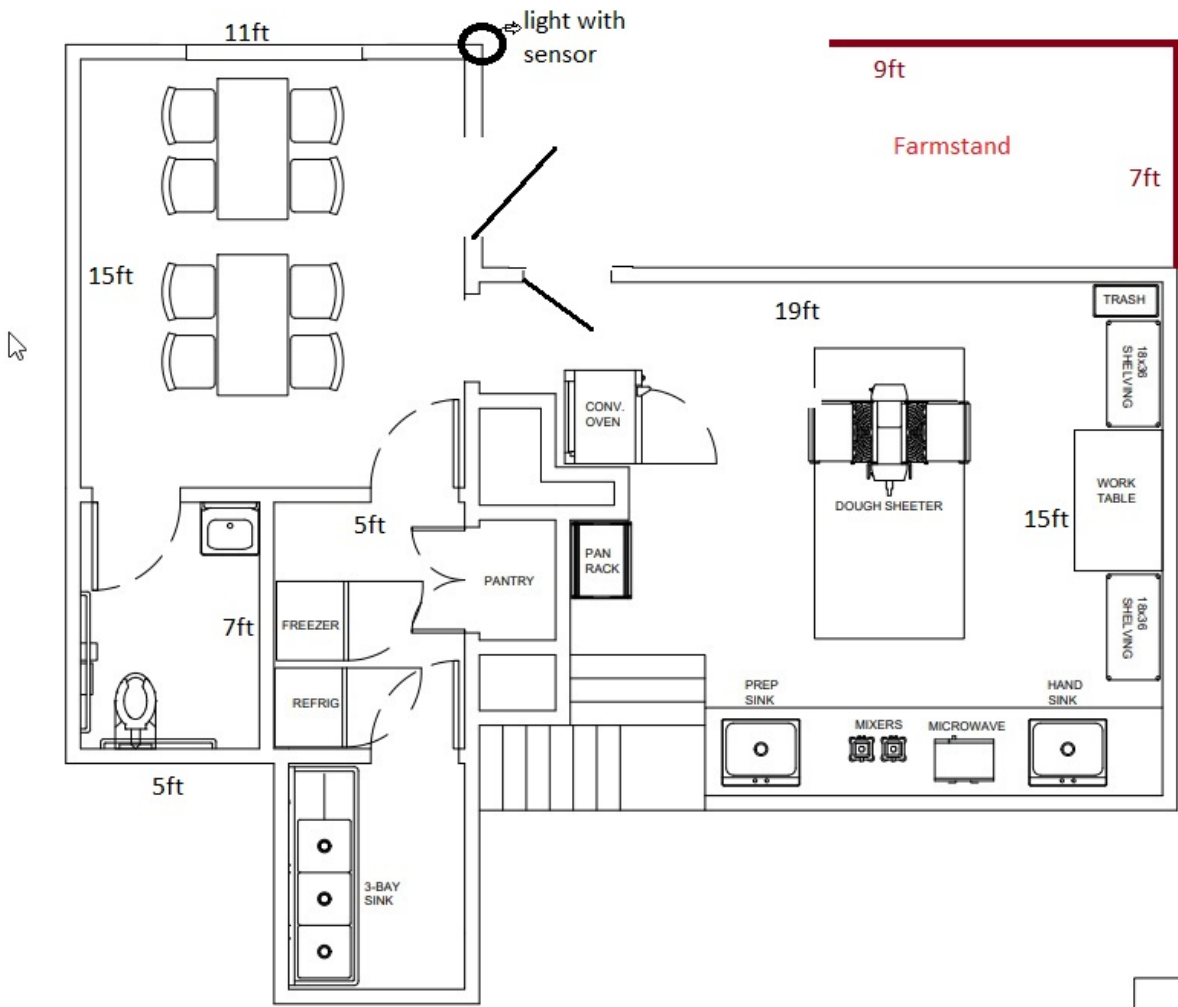 11ft
light with
sensor
9ft
Farmstand
7ft
15ft
19ft
TRASH
18x36
SHELVING
CONV.
OVEN
WORK
TABLE
DOUGH SHEETER
15ft
5ft
PAN
RACK
PANTRY
7ft
FREEZER
18x36
SHELVING
REFRIG
PREP
SINK
HAND
SINK
MIXERS
MICROWAVE
5ft
3-BAY
SINK